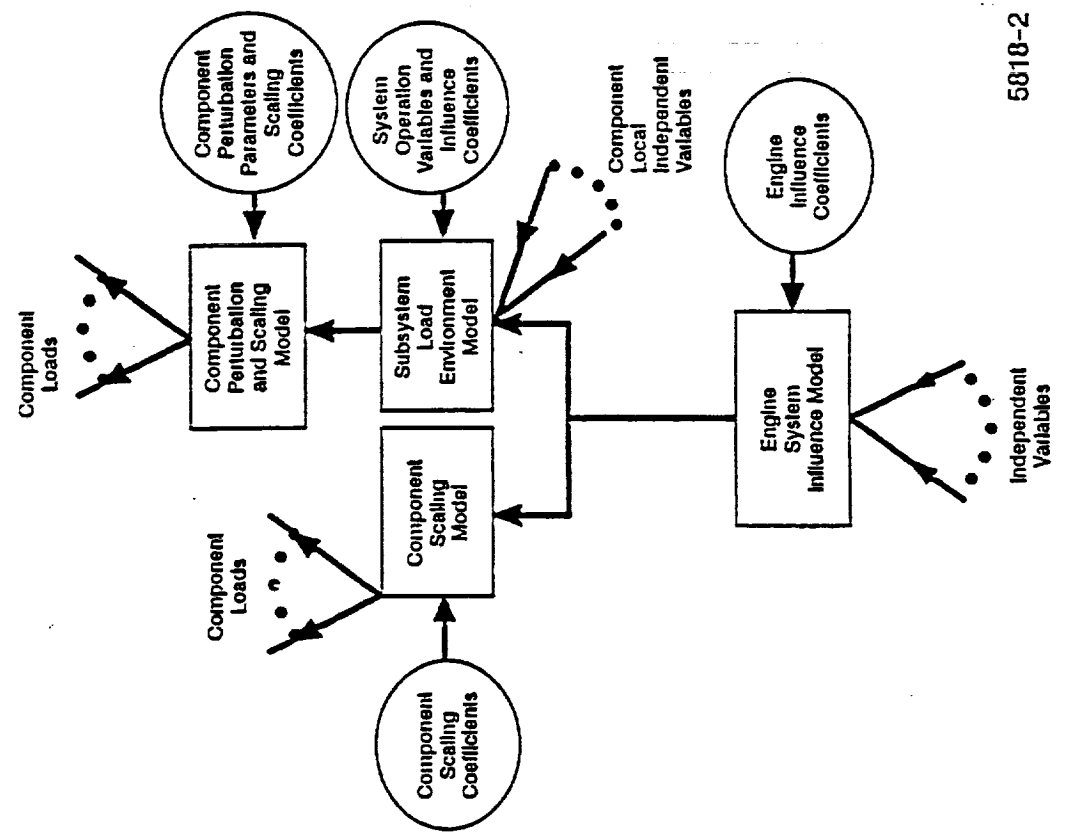 Component
Loads
Component
Perturbation
and Scaling
Model
Component
Perturbation
Parameters and
Scaling
Coefficients
Component
Loads
Component
Scaling
Coefficients
Component
Scaling
Model
Subsystem
Load
Environment
Model
System
Operation
Variables and
Influence
Coefficients
Component
Local
Independent
Variables
Engine
System
Influence Model
Engine
Influence
Coefficients
Independent
Variables
5818-2